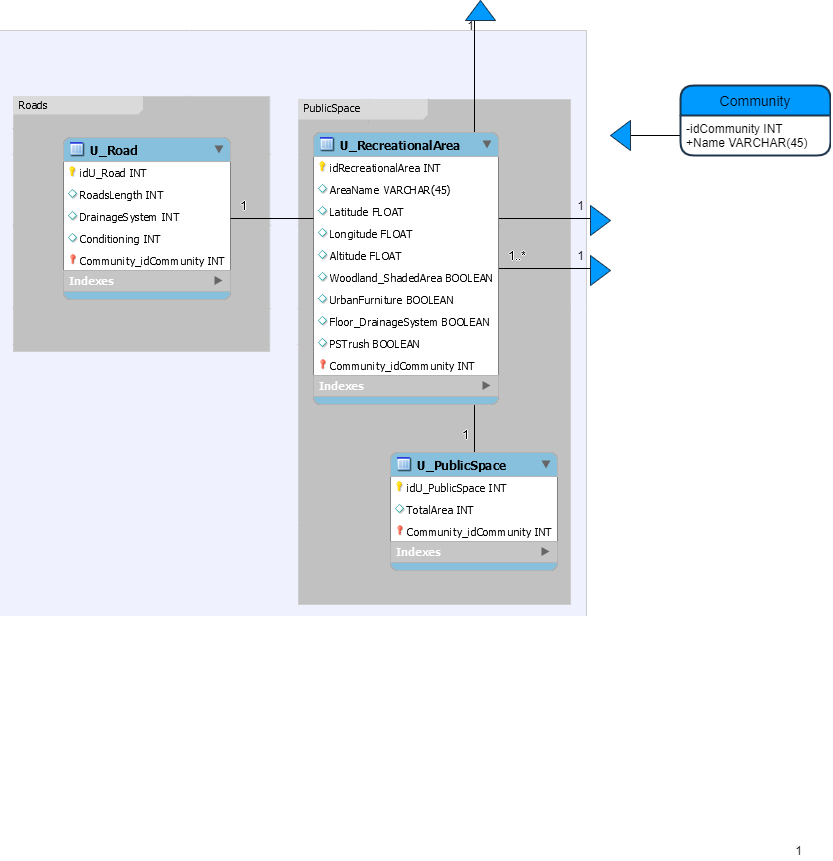 1
Roads
U_Road
idU_Road INT
RoadsLength INT
DrainageSystem INT
Conditioning INT
Community_idCommunity INT
Indexes
1
PublicSpace
U_RecreationalArea
idRecreationalArea INT
AreaName VARCHAR(45)
Latitude FLOAT
Longitude FLOAT
Altitude FLOAT
Woodland_ShadedArea BOOLEAN
UrbanFurniture BOOLEAN
Floor_DrainageSystem BOOLEAN
PSTrush BOOLEAN
Community_idCommunity INT
Indexes
1
1..*
1
1
U_PublicSpace
idU_PublicSpace INT
TotalArea INT
Community_idCommunity INT
Indexes
Community
-idCommunity INT
+Name VARCHAR(45)
1